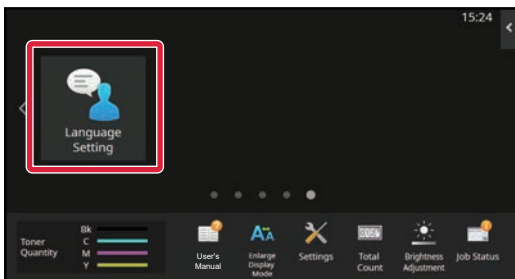 15:24
Language
Setting
Toner
Quantity
Bk
C
M
Y
User's
Manual
Enlarge
Display
Mode
Settings
Total
Count
Brightness
Adjustment
Job Status